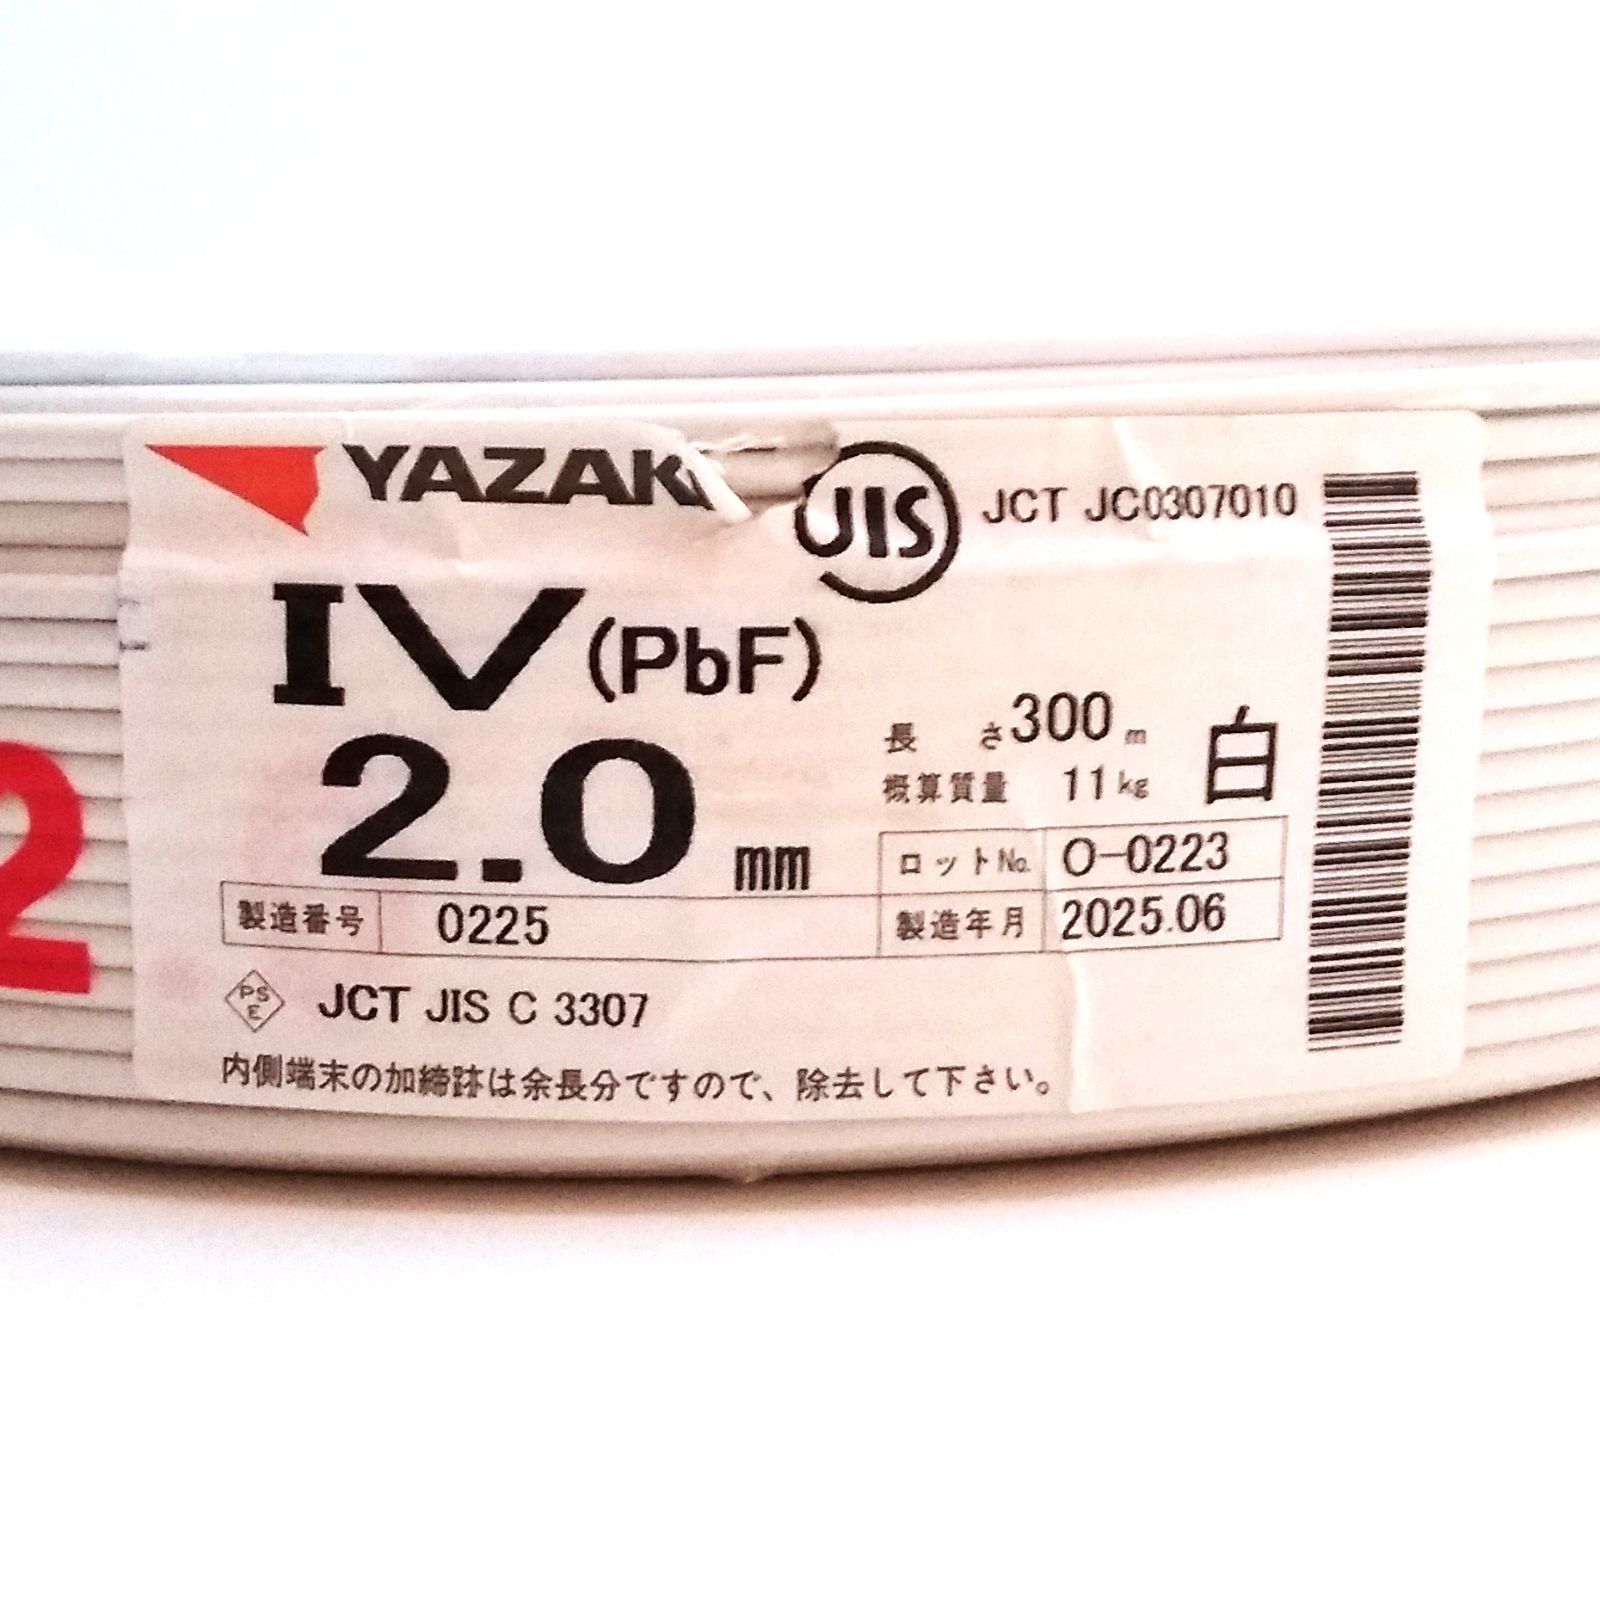 YAZAKI JIS JCT JC0307010
IV (PbF)
2.0 mm
長 さ 300 m 白
概算質量 11kg
ロットNo. O-0223
製造番号 0225 製造年月 2025.06
2
PS
E
JCT JIS C 3307
内側端末の加締跡は余長分ですので、除去して下さい。